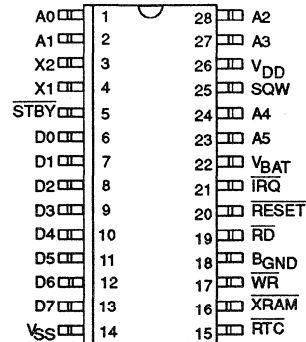 A0 1 28 A2
A1 2 27 A3
X2 3 26 VDD
X1 4 25 SQW
STBY 5 24 A4
D0 6 23 A5
D1 7 22 VBAT
D2 8 21 IRQ
D3 9 20 RESET
D4 10 19 RD
D5 11 18 BGND
D6 12 17 WR
D7 13 16 XRAM
VSS 14 15 RTC